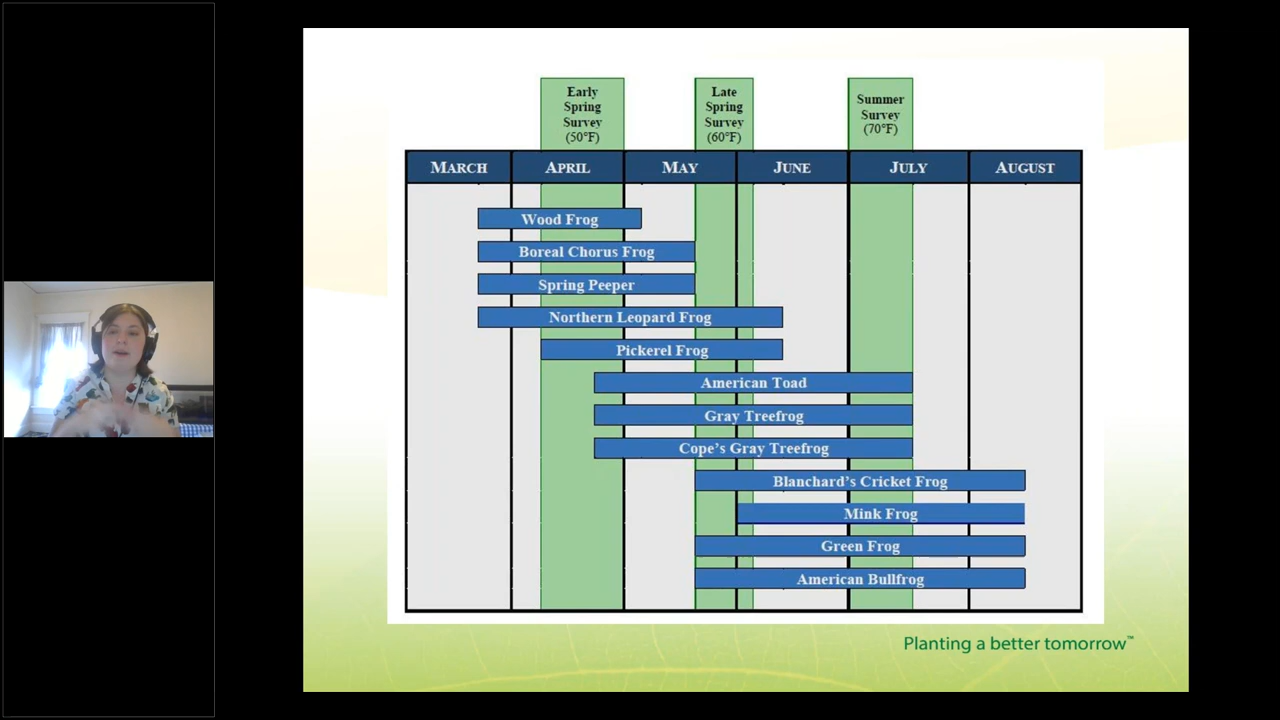 Early
Spring
Survey
(50°F)
Late
Spring
Survey
(60°F)
Summer
Survey
(70°F)
MARCH APRIL MAY JUNE JULY AUGUST
Wood Frog
Boreal Chorus Frog
Spring Peeper
Northern Leopard Frog
Pickerel Frog
American Toad
Gray Treefrog
Cope's Gray Treefrog
Blanchard's Cricket Frog
Mink Frog
Green Frog
American Bullfrog
Planting a better tomorrow™